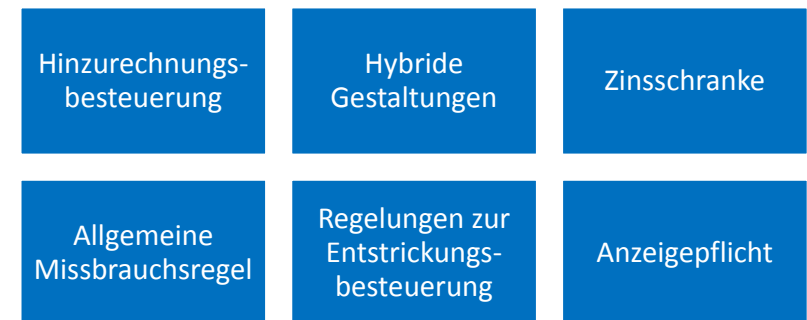 Hinzurechnungs-
besteuerung
Hybride
Gestaltungen
Zinsschranke
Allgemeine
Missbrauchsregel
Regelungen zur
Entstrickungs-
besteuerung
Anzeigepflicht